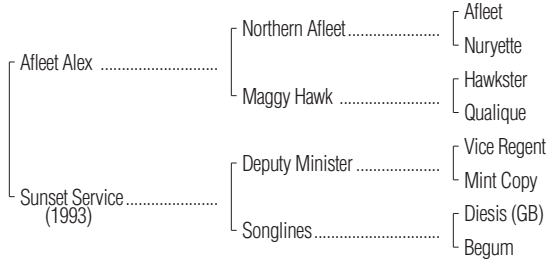 Afleet
Northern Afleet............................
Nuryette
Afleet Alex ...................................
Hawkster
Maggy Hawk ..............................
Qualique
Vice Regent
Deputy Minister .........................
Mint Copy
Sunset Service...........................
(1993)
Diesis (GB)
Songlines.....................................
Begum